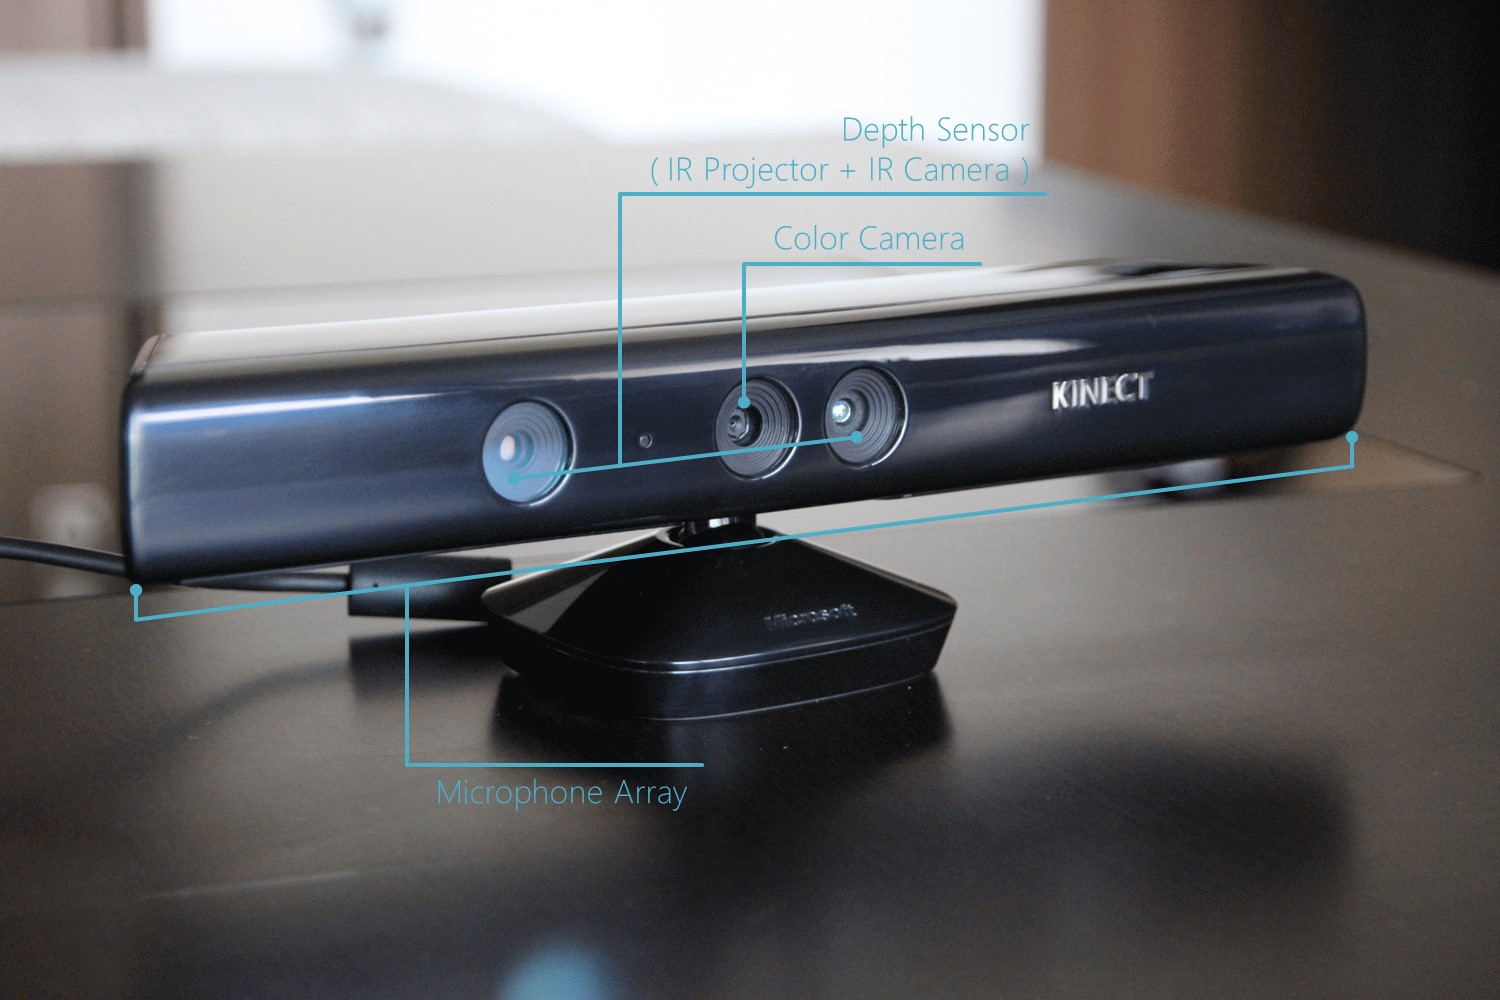 Depth Sensor
( IR Projector + IR Camera )
Color Camera
KINECT
Microsoft
Microphone Array